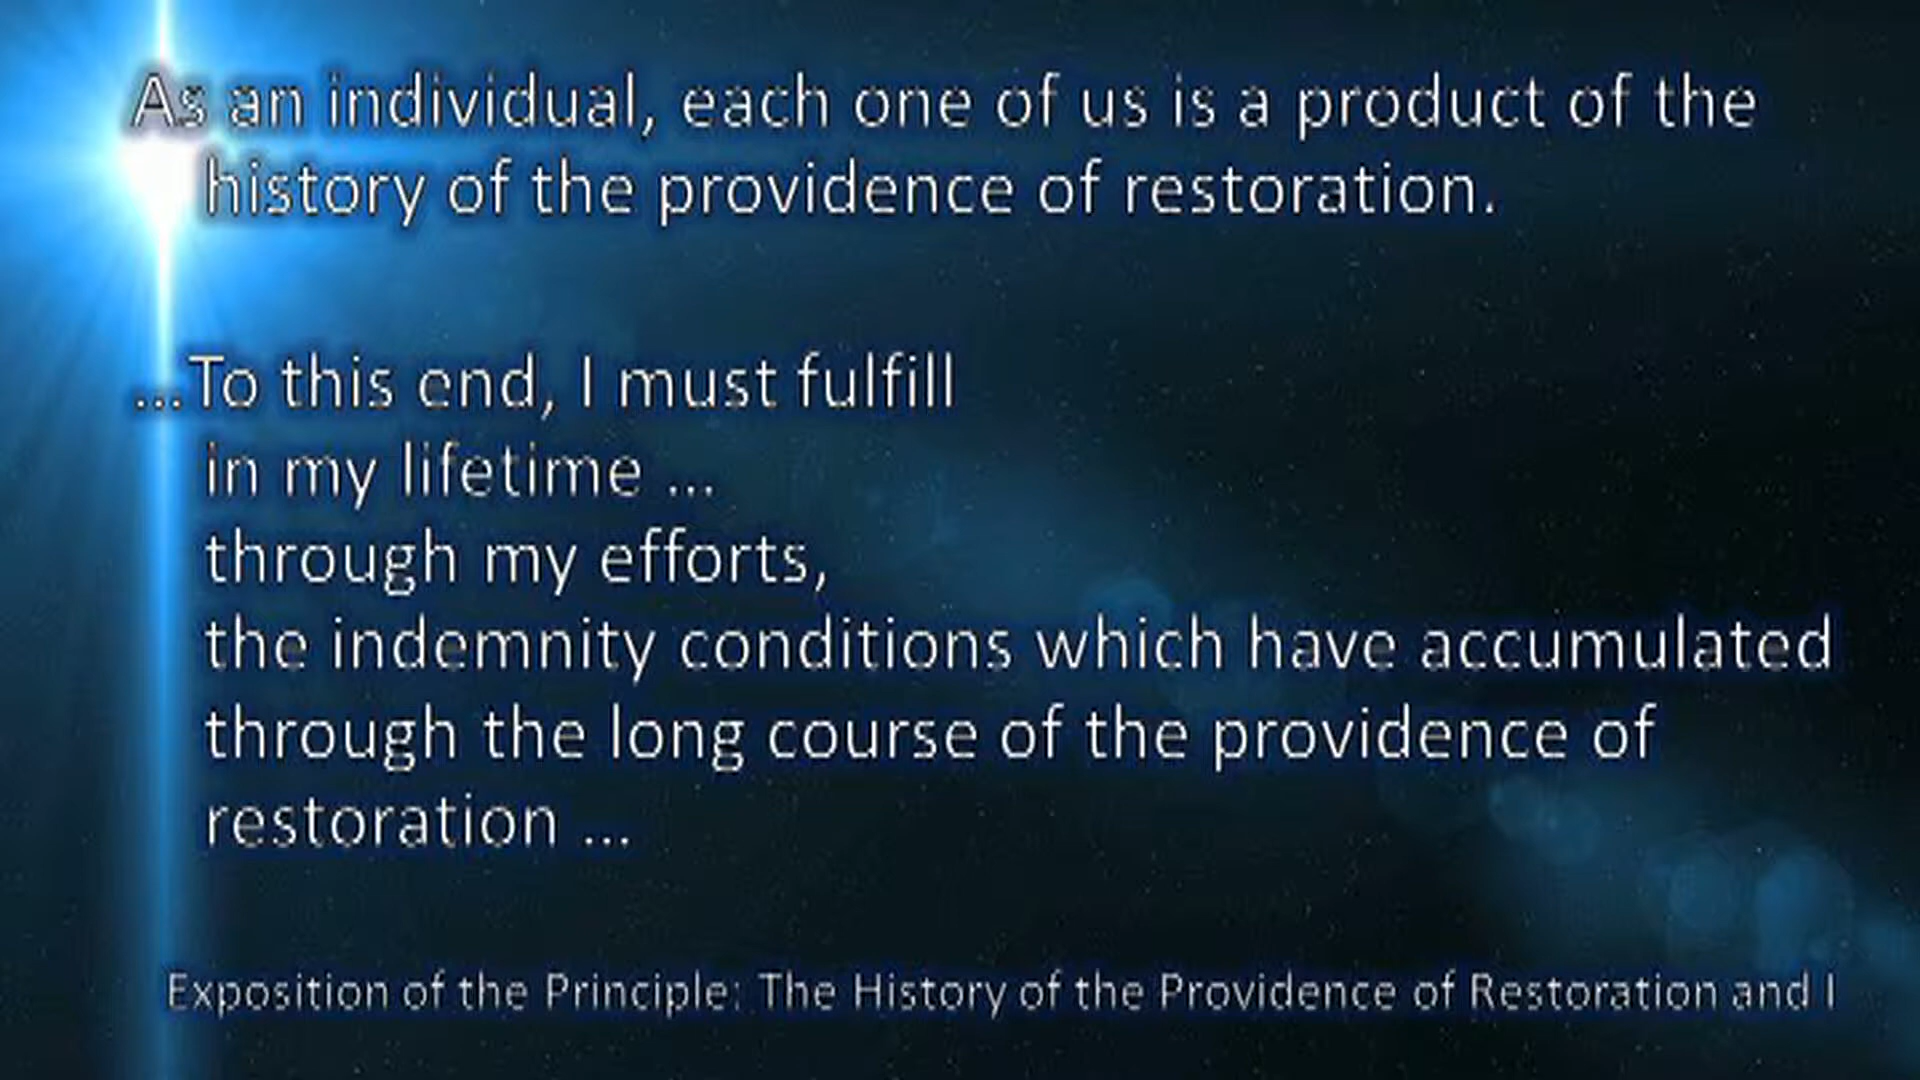 As an individual, each one of us is a product of the
history of the providence of restoration.
...To this end, I must fulfill
in my lifetime ...
through my efforts,
the indemnity conditions which have accumulated
through the long course of the providence of
restoration ...
Exposition of the Principle: The History of the Providence of Restoration and I